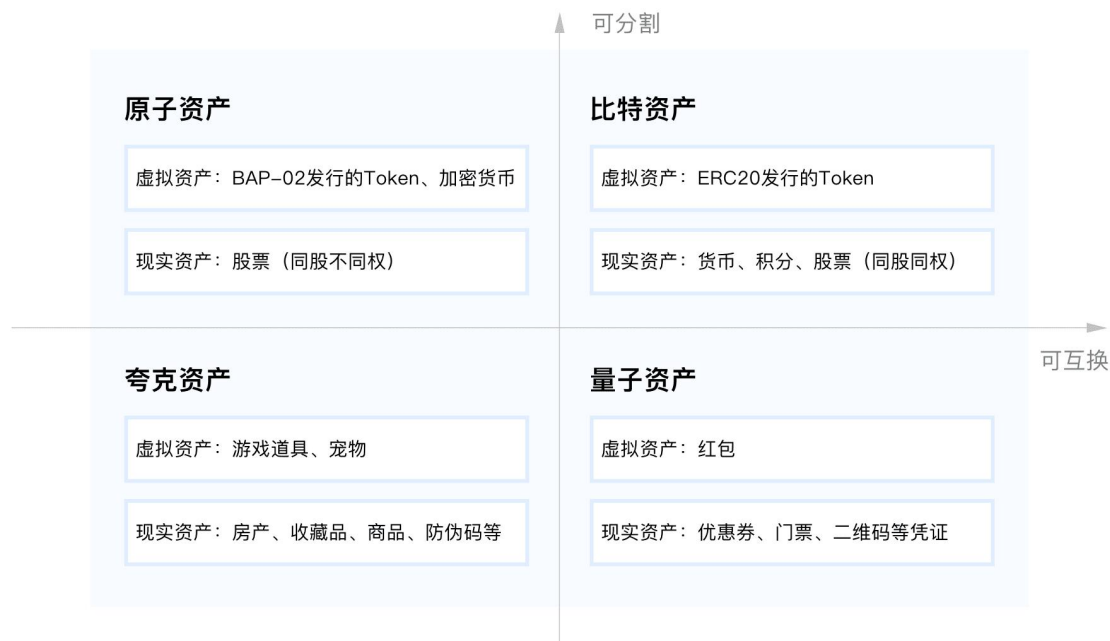 可分割
原子资产
虚拟资产：BAP-02发行的Token、加密货币
现实资产：股票（同股不同权）
比特资产
虚拟资产：ERC20发行的Token
现实资产：货币、积分、股票（同股同权）
可互换
夸克资产
虚拟资产：游戏道具、宠物
现实资产：房产、收藏品、商品、防伪码等
量子资产
虚拟资产：红包
现实资产：优惠券、门票、二维码等凭证